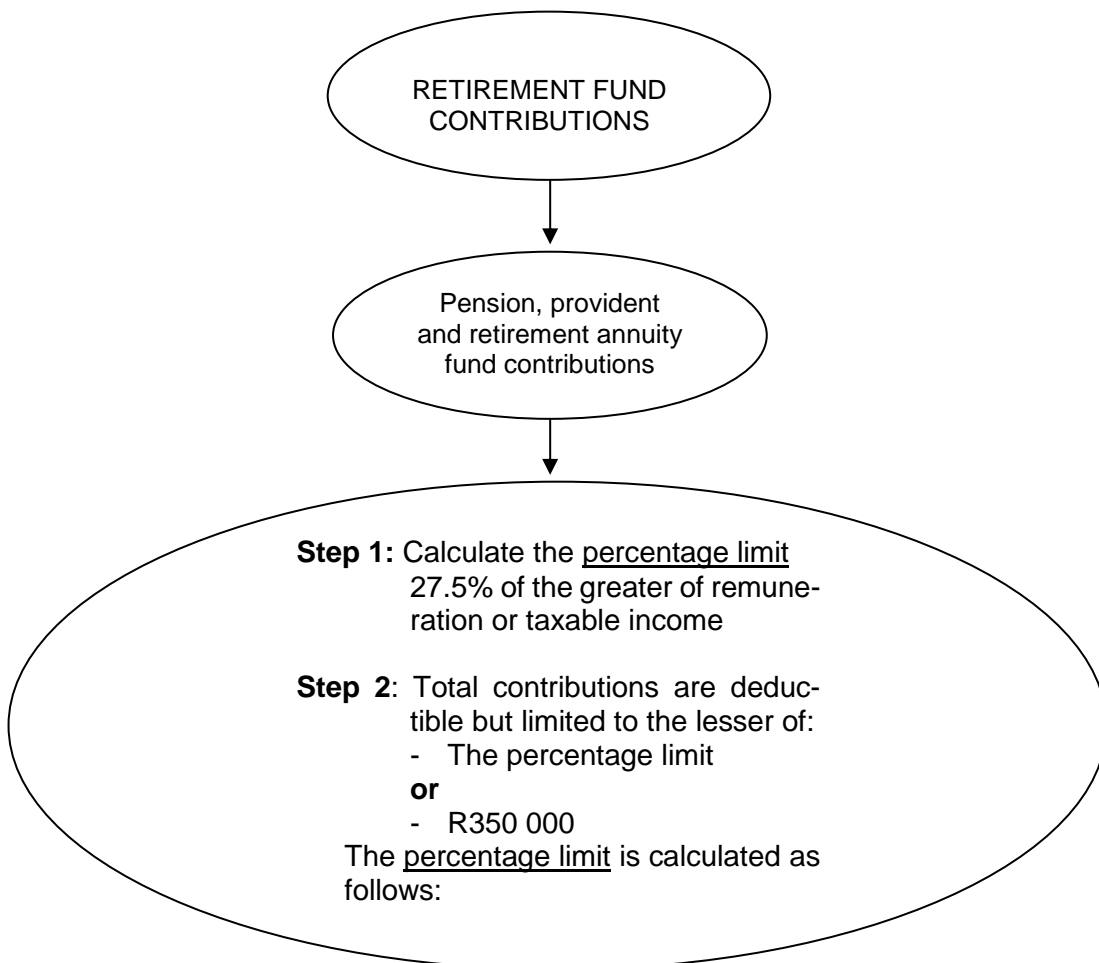 RETIREMENT FUND
CONTRIBUTIONS
Pension, provident
and retirement annuity
fund contributions
Step 1: Calculate the percentage limit
27.5% of the greater of remune-
ration or taxable income
Step 2: Total contributions are deduc-
tible but limited to the lesser of:
- The percentage limit
or
- R350 000
The percentage limit is calculated as
follows: